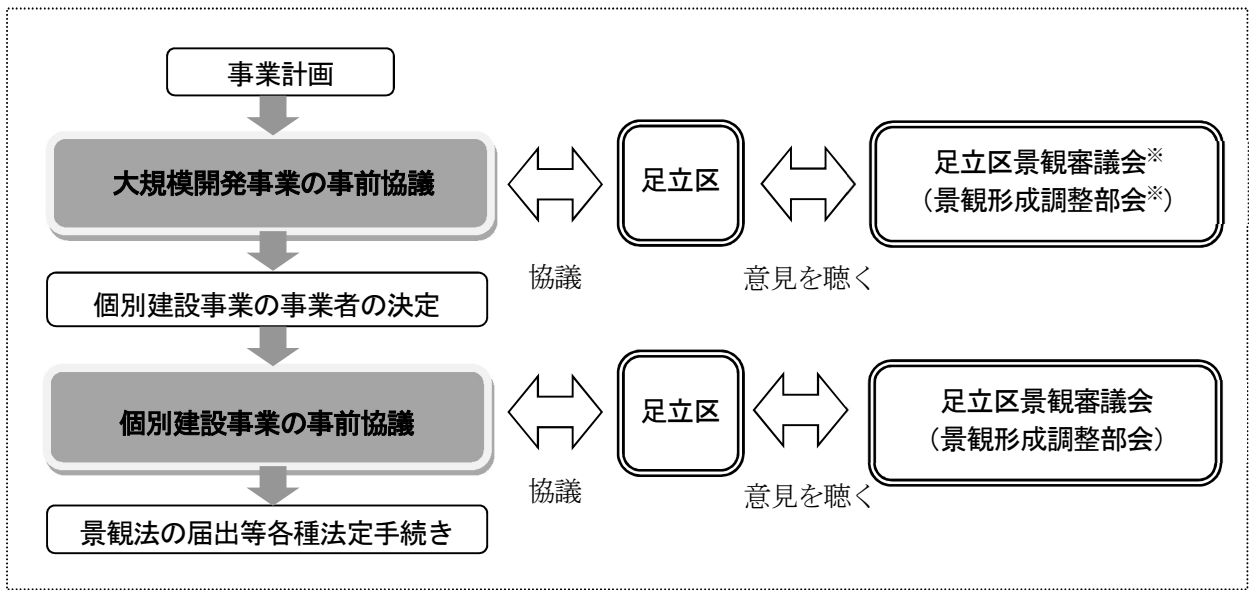 事業計画
大規模開発事業の事前協議
足立区
足立区景観審議会※
（景観形成調整部会※）
協議
意見を聴く
個別建設事業の事業者の決定
個別建設事業の事前協議
足立区
足立区景観審議会
（景観形成調整部会）
協議
意見を聴く
景観法の届出等各種法定手続き